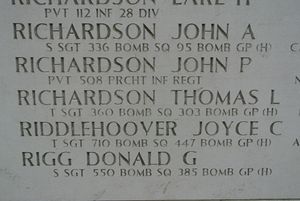 RICHARDSON EARL H
PVT 112 INF 28 DIV
RICHARDSON JOHN A
S SGT 336 BOMB SQ 95 BOMB GP (H)
RICHARDSON JOHN P
PVT 508 PRCHT INF REGT
RICHARDSON THOMAS L
T SGT 360 BOMB SQ 303 BOMB GP (H)
RIDDLEHOOVER JOYCE C
T SGT 710 BOMB SQ 447 BOMB GP (H)
RIGG DONALD G
S SGT 550 BOMB SQ 385 BOMB GP (H)